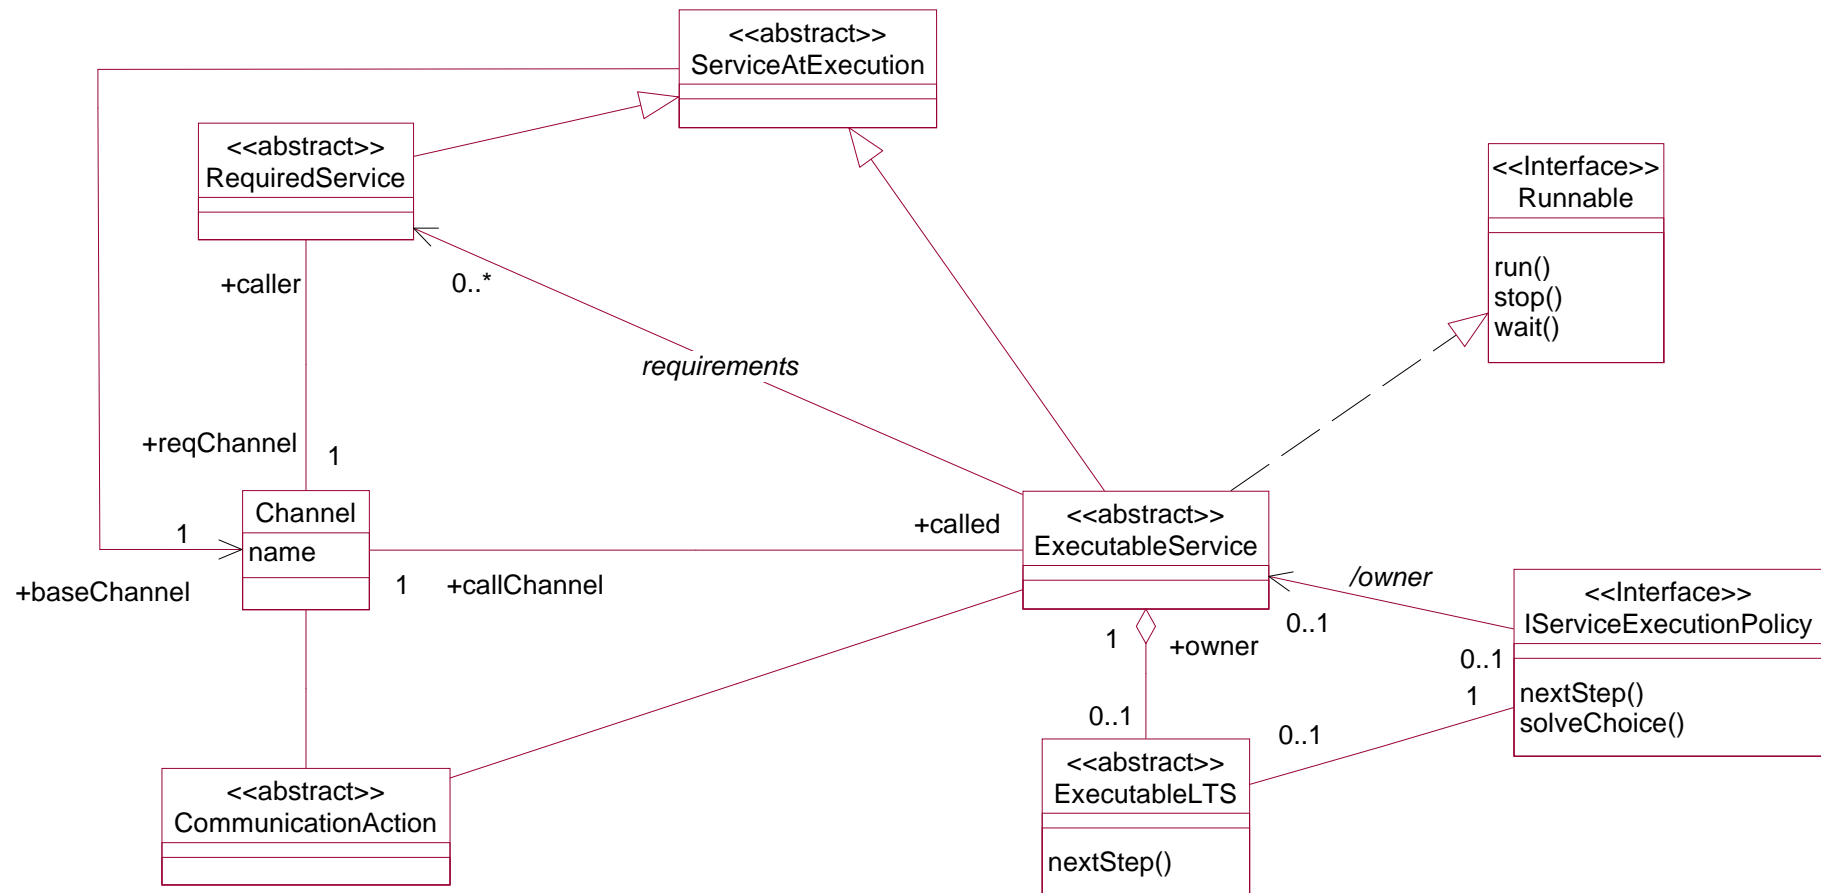 <<abstract>>
ServiceAtExecution
<<abstract>>
RequiredService
<<Interface>>
Runnable
run()
stop()
wait()
+caller
0..*
requirements
+reqChannel
1
Channel
name
1
+baseChannel
1
+callChannel
+called
<<abstract>>
ExecutableService
/owner
0..1
<<Interface>>
IServiceExecutionPolicy
0..1
nextStep()
solveChoice()
1
1
+owner
0..1
0..1
<<abstract>>
ExecutableLTS
nextStep()
<<abstract>>
CommunicationAction